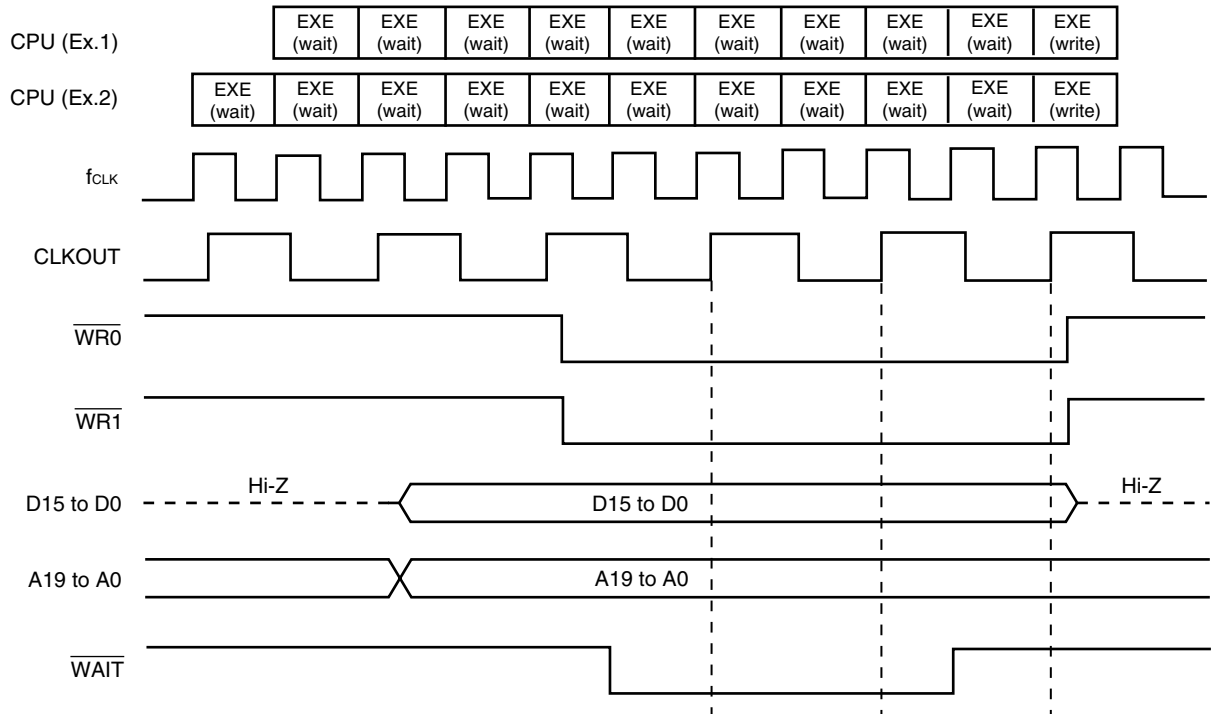 CPU (Ex.1) EXE (wait) EXE (wait) EXE (wait) EXE (wait) EXE (wait) EXE (wait) EXE (wait) EXE (wait) EXE (wait) EXE (write)
CPU (Ex.2) EXE (wait) EXE (wait) EXE (wait) EXE (wait) EXE (wait) EXE (wait) EXE (wait) EXE (wait) EXE (wait) EXE (wait) EXE (write)
fCLK
CLKOUT
WR0
WR1
D15 to D0 Hi-Z D15 to D0 Hi-Z
A19 to A0 A19 to A0
WAIT